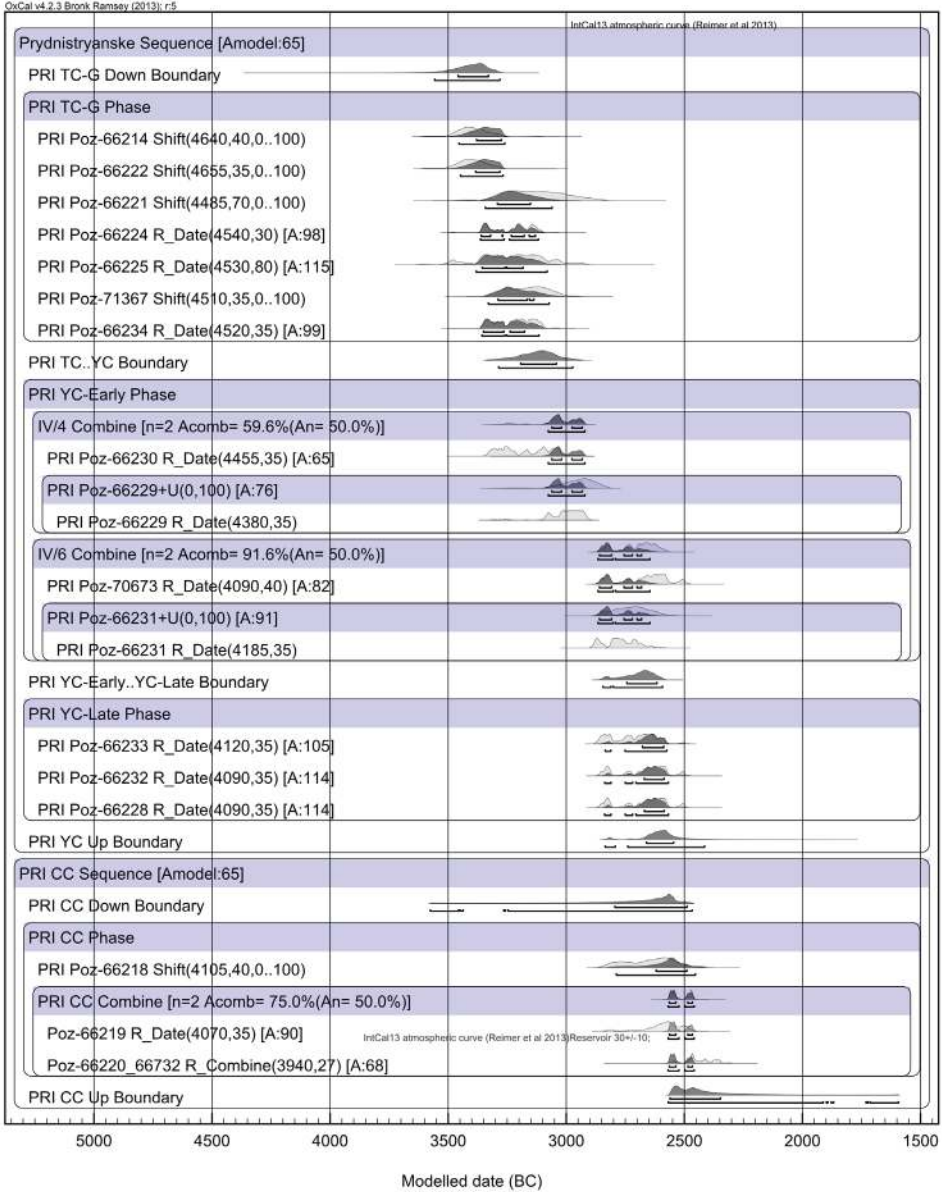 OxCal v4.2.3 Bronk Ramsey (2013); r:5
IntCal13 atmospheric curve (Reimer et al 2013)
Prydnistryanske Sequence [Amodel:65]
PRI TC-G Down Boundary
PRI TC-G Phase
PRI Poz-66214 Shift(4640,40,0..100)
PRI Poz-66222 Shift(4655,35,0..100)
PRI Poz-66221 Shift(4485,70,0..100)
PRI Poz-66224 R_Date(4540,30) [A:98]
PRI Poz-66225 R_Date(4530,80) [A:115]
PRI Poz-71367 Shift(4510,35,0..100)
PRI Poz-66234 R_Date(4520,35) [A:99]
PRI TC..YC Boundary
PRI YC-Early Phase
IV/4 Combine [n=2 Acomb= 59.6%(An= 50.0%)]
PRI Poz-66230 R_Date(4455,35) [A:65]
PRI Poz-66229+U(0,100) [A:76]
PRI Poz-66229 R_Date(4380,35)
IV/6 Combine [n=2 Acomb= 91.6%(An= 50.0%)]
PRI Poz-70673 R_Date(4090,40) [A:82]
PRI Poz-66231+U(0,100) [A:91]
PRI Poz-66231 R_Date(4185,35)
PRI YC-Early..YC-Late Boundary
PRI YC-Late Phase
PRI Poz-66233 R_Date(4120,35) [A:105]
PRI Poz-66232 R_Date(4090,35) [A:114]
PRI Poz-66228 R_Date(4090,35) [A:114]
PRI YC Up Boundary
PRI CC Sequence [Amodel:65]
PRI CC Down Boundary
PRI CC Phase
PRI Poz-66218 Shift(4105,40,0..100)
PRI CC Combine [n=2 Acomb= 75.0%(An= 50.0%)]
Poz-66219 R_Date(4070,35) [A:90]
IntCal13 atmospheric curve (Reimer et al 2013)Reservoir 30+/-10;
Poz-66220_66732 R_Combine(3940,27) [A:68]
PRI CC Up Boundary
5000 4500 4000 3500 3000 2500 2000 1500
Modelled date (BC)